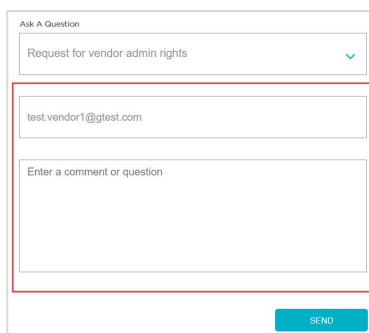 Ask A Question
Request for vendor admin rights
test.vendor1@gtest.com
Enter a comment or question
SEND